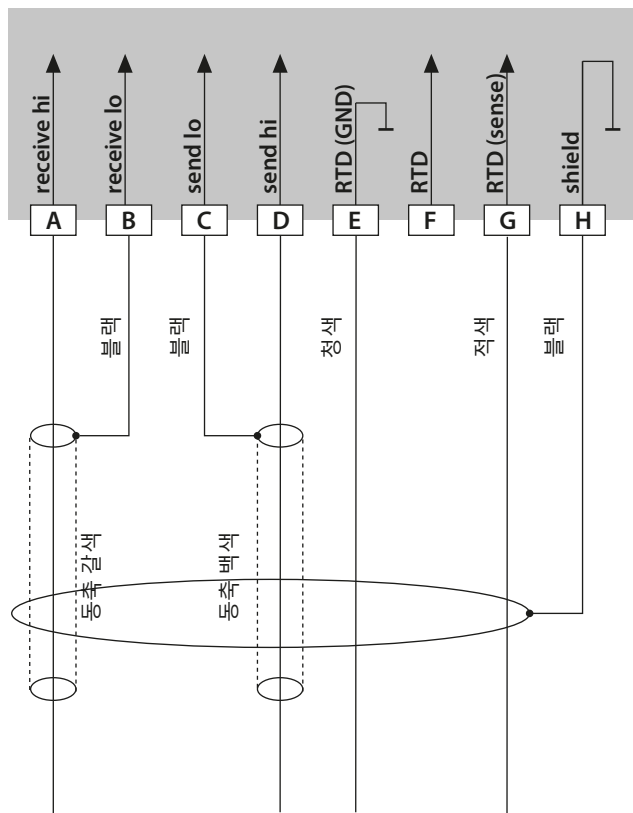 receive hi
receive lo
send lo
send hi
RTD (GND)
RTD
RTD (sense)
shield
A
B
C
D
E
F
G
H
블랙
블랙
청색
적색
블랙
동축 갈색
동축 백색